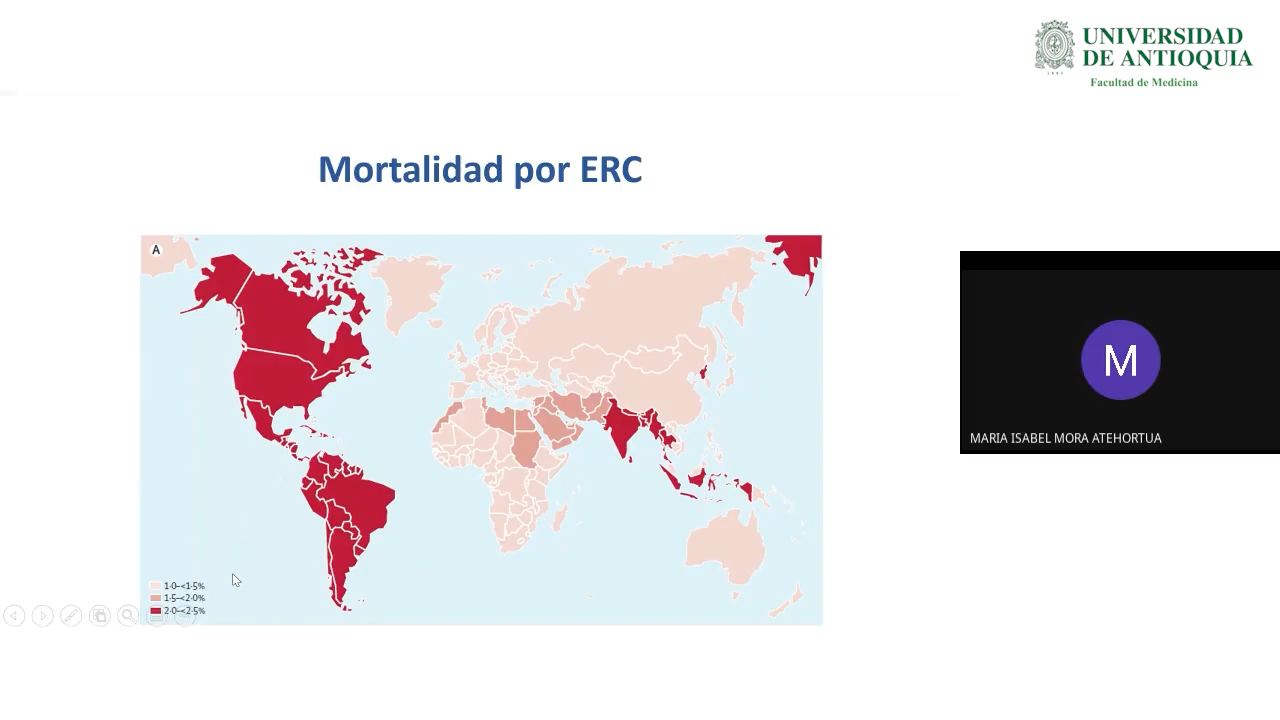 UNIVERSIDAD
DE ANTIOQUIA
Facultad de Medicina
Mortalidad por ERC
A
1·0–<1·5%
1·5–<2·0%
2·0–<2·5%
M
MARIA ISABEL MORA ATEHORTUA